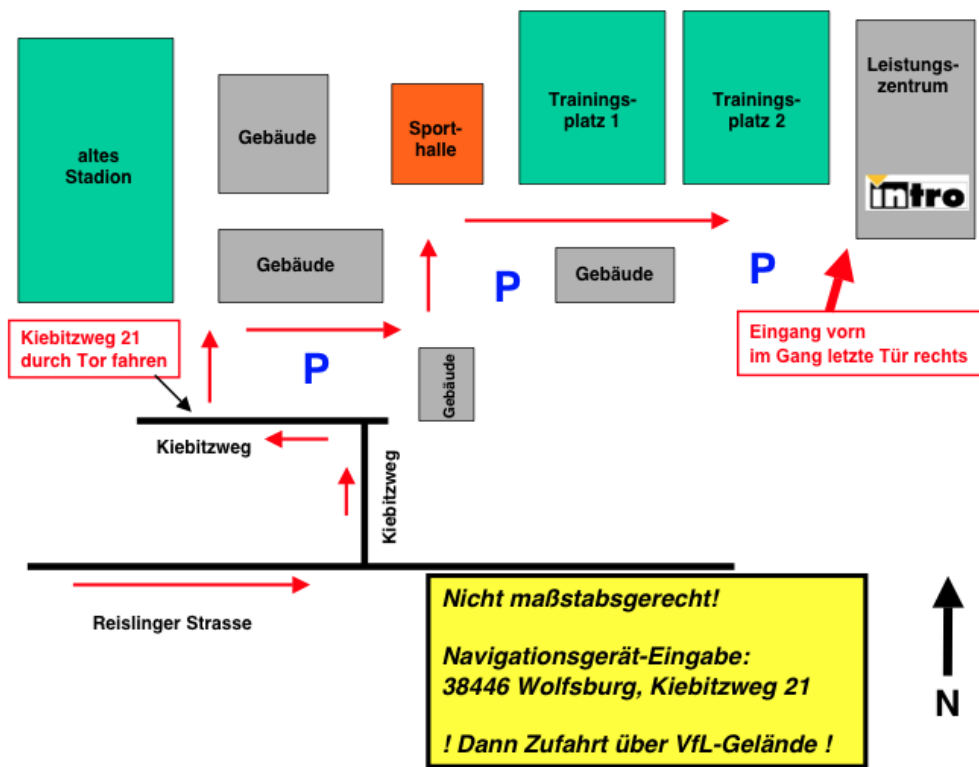 altes
Stadion
Gebäude
Sport-
halle
Trainings-
platz 1
Trainings-
platz 2
Leistungs-
zentrum
intro
Gebäude
P
Gebäude
P
Kiebitzweg 21
durch Tor fahren
P
Gebäude
Eingang vorn
im Gang letzte Tür rechts
Kiebitzweg
Kiebitzweg
Reislinger Strasse
Nicht maßstabsgerecht!
Navigationsgerät-Eingabe:
38446 Wolfsburg, Kiebitzweg 21
! Dann Zufahrt über VfL-Gelände !
N